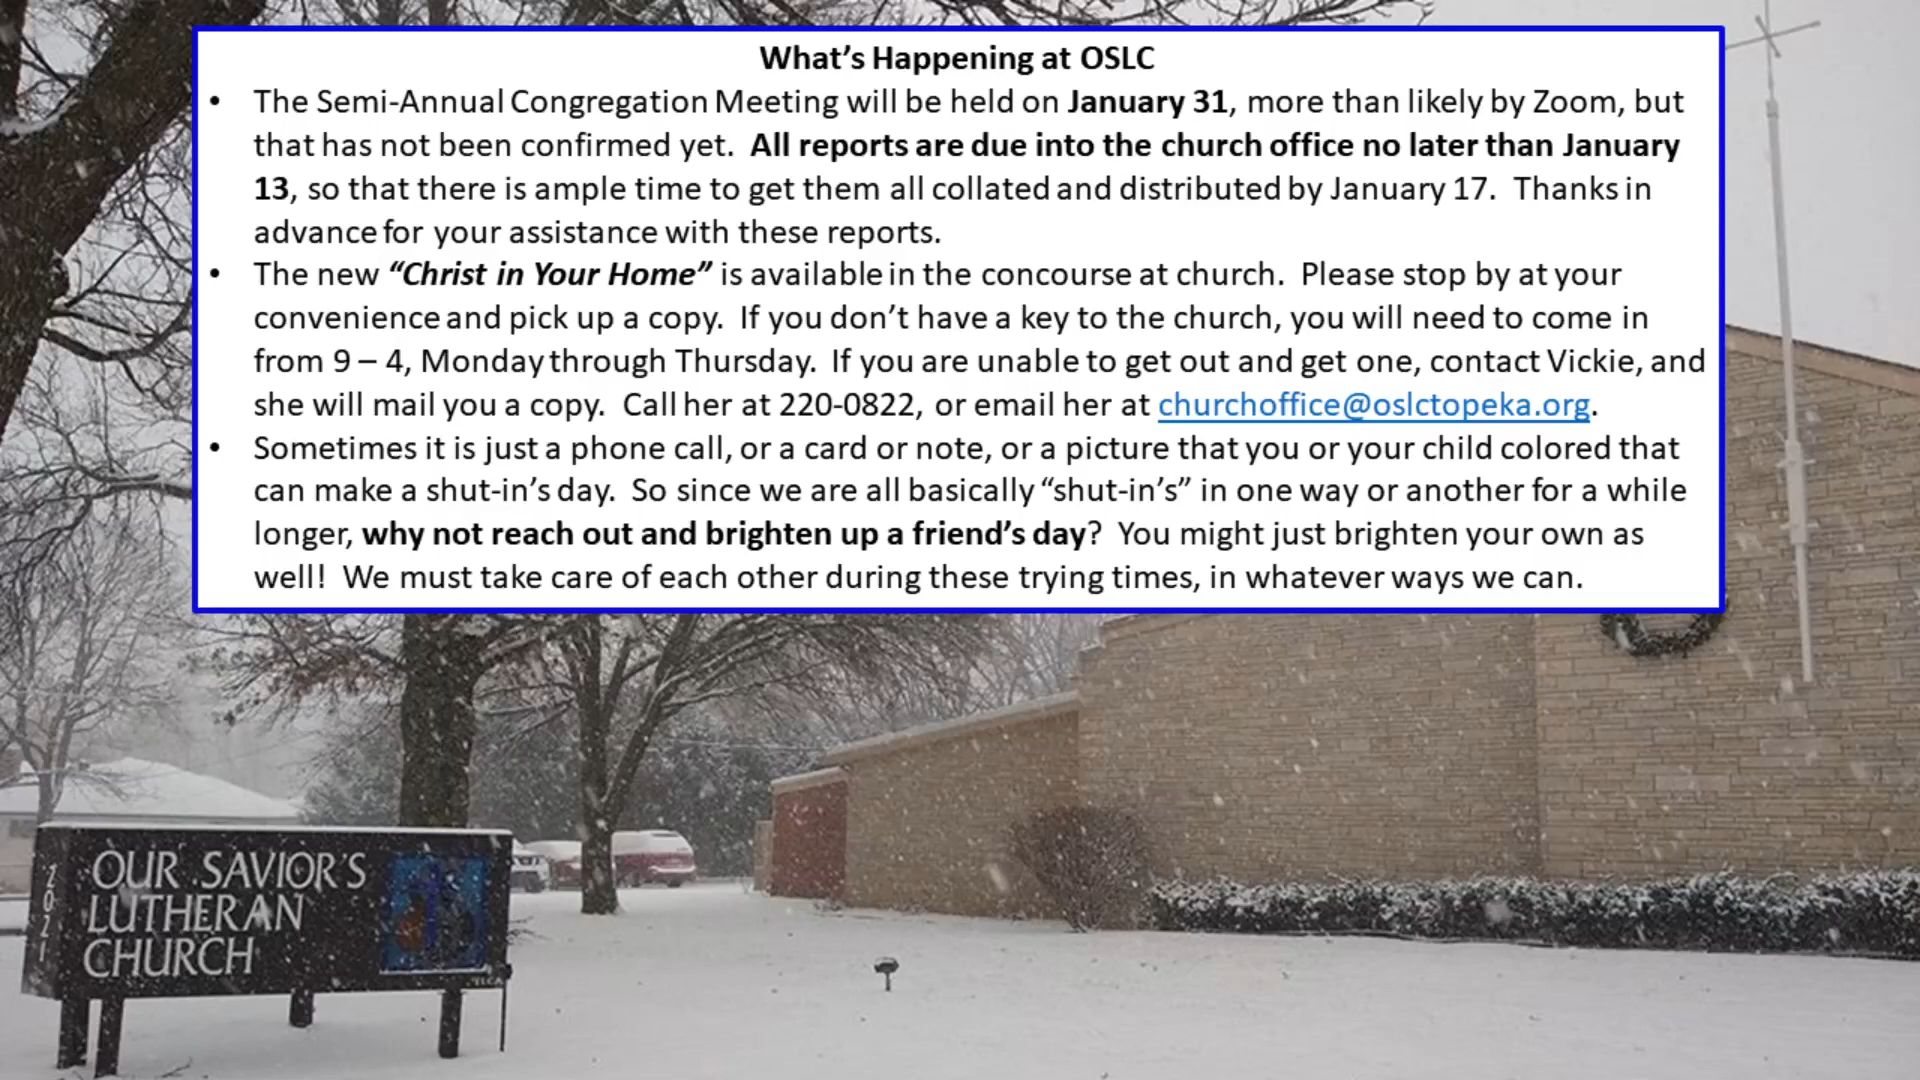 What's Happening at OSLC
• The Semi-Annual Congregation Meeting will be held on January 31, more than likely by Zoom, but
that has not been confirmed yet.  All reports are due into the church office no later than January
13, so that there is ample time to get them all collated and distributed by January 17.  Thanks in
advance for your assistance with these reports.
• The new “Christ in Your Home” is available in the concourse at church.  Please stop by at your
convenience and pick up a copy.  If you don’t have a key to the church, you will need to come in
from 9 – 4, Monday through Thursday.  If you are unable to get out and get one, contact Vickie, and
she will mail you a copy.  Call her at 220-0822, or email her at churchoffice@oslctopeka.org.
• Sometimes it is just a phone call, or a card or note, or a picture that you or your child colored that
can make a shut-in’s day.  So since we are all basically “shut-in’s” in one way or another for a while
longer, why not reach out and brighten up a friend’s day?  You might just brighten your own as
well!  We must take care of each other during these trying times, in whatever ways we can.
2021
OUR SAVIOR'S
LUTHERAN
CHURCH
ELCA